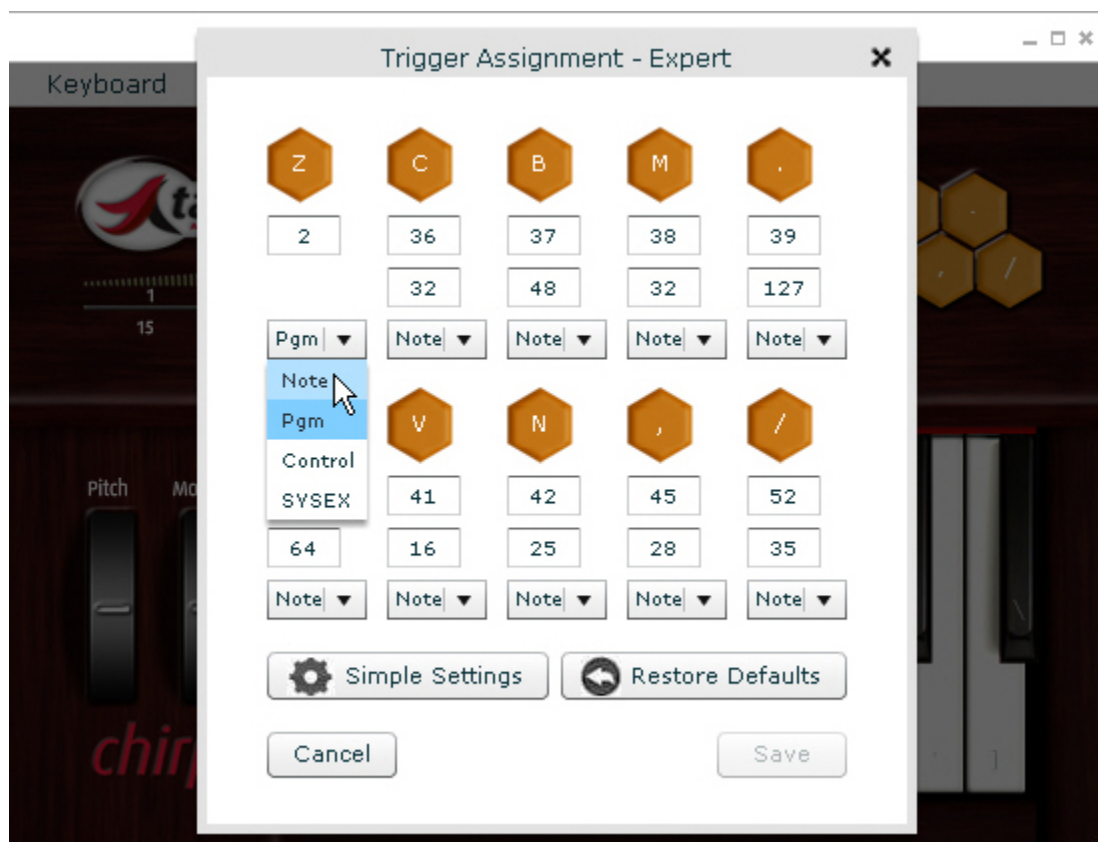 Trigger Assignment - Expert
Keyboard
Z C B M .
2 36 37 38 39
32 48 32 127
1
15
Pgm Note Note Note Note
Note
Pgm
Control
SYSEX
V N , /
41 42 45 52
64 16 25 28 35
Note Note Note Note Note
Pitch
Simple Settings Restore Defaults
Cancel Save